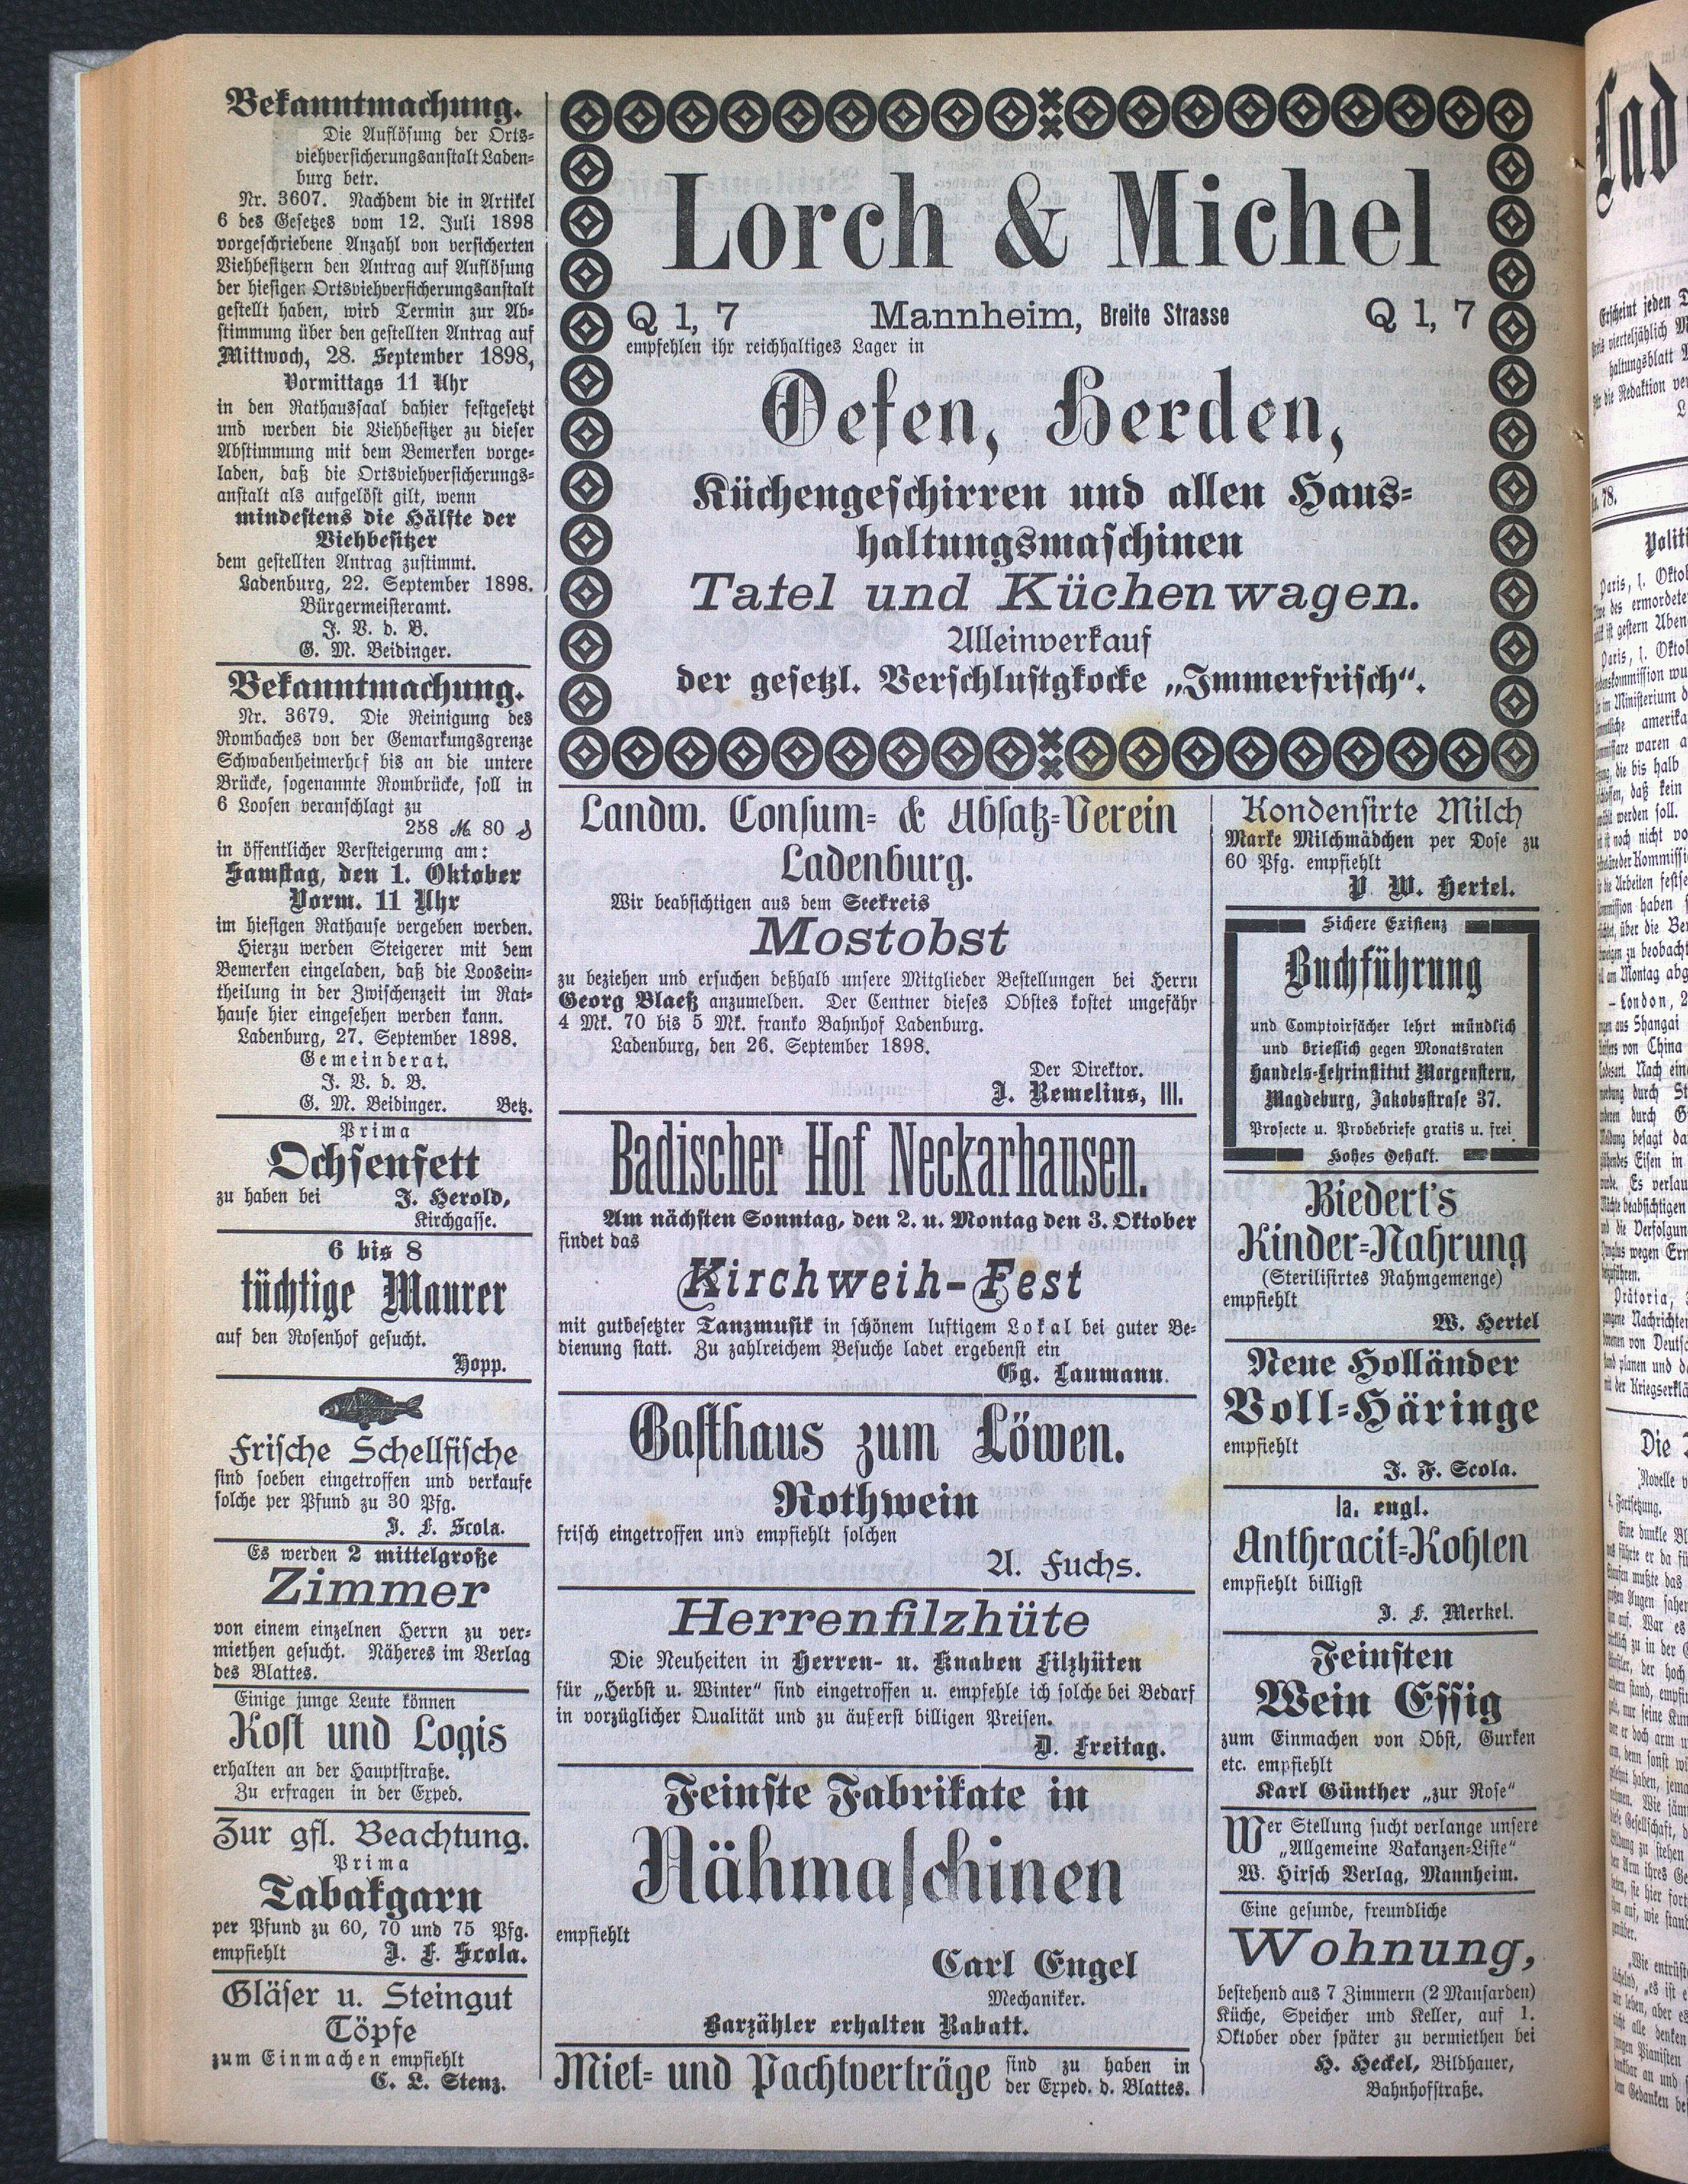 Bekanntmachung.
Die Auflösung der Orts-
viehversicherungsanstalt Laden-
burg betr.
Nr. 3607. Nachdem die in Artikel
6 des Gesetzes vom 12. Juli 1898
vorgeschriebene Anzahl von versicherten
Viehbesitzern den Antrag auf Auflösung
der hiesigen Ortsviehversicherungsanstalt
gestellt haben, wird Termin zur Ab-
stimmung über den gestellten Antrag auf
Mittwoch, 28. September 1898,
Vormittags 11 Uhr
in den Rathaussaal dahier festgesetzt
und werden die Viehbesitzer zu dieser
Abstimmung mit dem Bemerken vorge-
laden, daß die Ortsviehversicherungs-
anstalt als aufgelöst gilt, wenn
mindestens die Hälfte der
Viehbesitzer
dem gestellten Antrag zustimmt.
Ladenburg, 22. September 1898.
Bürgermeisteramt.
J. V. d. B.
G. M. Beidinger.
Bekanntmachung.
Nr. 3679. Die Reinigung des
Rombaches von der Gemarkungsgrenze
Schwabenheimerhof bis an die untere
Brücke, sogenannte Rombrücke, soll in
6 Loosen veranschlagt zu
258 ℳ 80 ₰
in öffentlicher Versteigerung am:
Samstag, den 1. Oktober
Vorm. 11 Uhr
im hiesigen Rathause vergeben werden.
Hierzu werden Steigerer mit dem
Bemerken eingeladen, daß die Loosein-
theilung in der Zwischenzeit im Rat-
hause hier eingesehen werden kann.
Ladenburg, 27. September 1898.
Gemeinderat.
J. V. d. B.
G. M. Beidinger. Betz.
Prima
Ochsenfett
zu haben bei J. Herold,
Kirchgasse.
6 bis 8
tüchtige Maurer
auf den Rosenhof gesucht.
Hopp.
Frische Schellfische
sind soeben eingetroffen und verkaufe
solche per Pfund zu 30 Pfg.
J. F. Scola.
Es werden 2 mittelgroße
Zimmer
von einem einzelnen Herrn zu ver-
miethen gesucht. Näheres im Verlag
des Blattes.
Einige junge Leute können
Kost und Logis
erhalten an der Hauptstraße.
Zu erfragen in der Exped.
Zur gfl. Beachtung.
Prima
Tabakgarn
per Pfund zu 60, 70 und 75 Pfg.
empfiehlt J. F. Scola.
Gläser u. Steingut
Töpfe
zum Einmachen empfiehlt
C. L. Stenz.
Lorch & Michel
Q 1, 7 Mannheim, Breite Strasse Q 1, 7
empfehlen ihr reichhaltiges Lager in
Oefen, Herden,
Küchengeschirren und allen Haus-
haltungsmaschinen
Tafel und Küchenwagen.
Alleinverkauf
der gesetzl. Verschlußtglocke „Immerfrisch“.
Landw. Consum- & Absatz-Verein
Ladenburg.
Wir beabsichtigen aus dem Seekreis
Mostobst
zu beziehen und ersuchen deßhalb unsere Mitglieder Bestellungen bei Herrn
Georg Blaeß anzumelden. Der Centner dieses Obstes kostet ungefähr
4 Mk. 70 bis 5 Mk. franko Bahnhof Ladenburg.
Ladenburg, den 26. September 1898.
Der Direktor.
J. Remelius, III.
Badischer Hof Neckarhausen.
Am nächsten Sonntag, den 2. u. Montag den 3. Oktober
findet das
Kirchweih-Fest
mit gutbesetzter Tanzmusik in schönem luftigem Lokal bei guter Be-
dienung statt. Zu zahlreichem Besuche ladet ergebenst ein
Gg. Laumann.
Gasthaus zum Löwen.
Rothwein
frisch eingetroffen und empfiehlt solchen
A. Fuchs.
Herrenfilzhüte
Die Neuheiten in Herren- u. Knaben Filzhüten
für „Herbst u. Winter“ sind eingetroffen u. empfehle ich solche bei Bedarf
in vorzüglicher Qualität und zu äußerst billigen Preisen.
D. Freitag.
Feinste Fabrikate in
Nähmaschinen
empfiehlt
Carl Engel
Mechaniker.
Barzähler erhalten Rabatt.
Miet- und Pachtverträge sind zu haben in
der Exped. d. Blattes.
Kondensirte Milch
Marke Milchmädchen per Dose zu
60 Pfg. empfiehlt
P. W. Hertel.
Sichere Existenz
Buchführung
und Comptoirfächer lehrt mündlich
und brieflich gegen Monatsraten
Handels-Lehrinstitut Morgenstern,
Magdeburg, Jakobsstraße 37.
Prosecte u. Probebriefe gratis u. frei.
Hohes Gehalt.
Biedert's
Kinder-Nahrung
(Sterilisirtes Rahmgemenge)
empfiehlt
W. Hertel
Neue Holländer
Voll-Häringe
empfiehlt
J. F. Scola.
Ia. engl.
Anthracit-Kohlen
empfiehlt billigst
J. F. Merkel.
Feinsten
Wein Essig
zum Einmachen von Obst, Gurken
etc. empfiehlt
Karl Günther „zur Rose“
Wer Stellung sucht verlange unsere
„Allgemeine Vakanzen-Liste“
W. Hirsch Verlag, Mannheim.
Eine gesunde, freundliche
Wohnung,
bestehend aus 7 Zimmern (2 Mansarden)
Küche, Speicher und Keller, auf 1.
Oktober oder später zu vermiethen bei
H. Heckel, Bildhauer,
Bahnhofstraße.